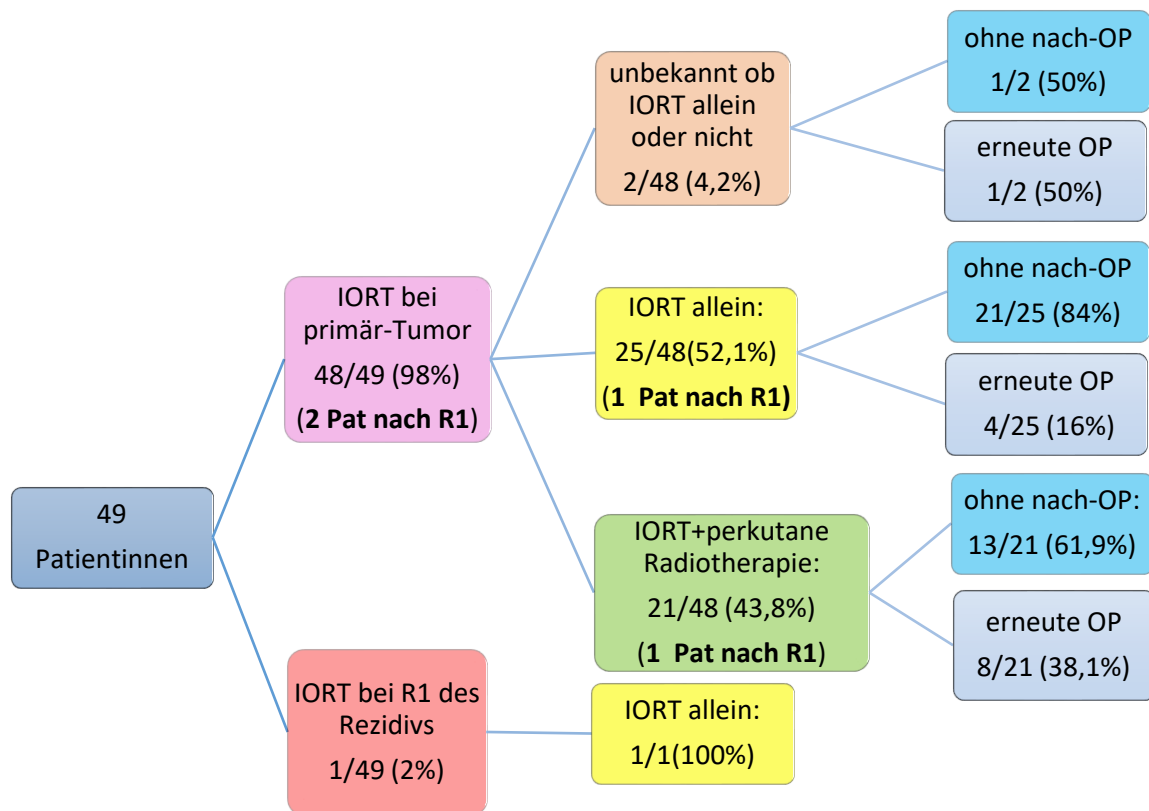 49
Patientinnen
IORT bei
primär-Tumor
48/49 (98%)
(2 Pat nach R1)
unbekannt ob
IORT allein
oder nicht
2/48 (4,2%)
ohne nach-OP
1/2 (50%)
erneute OP
1/2 (50%)
IORT allein:
25/48(52,1%)
(1 Pat nach R1)
ohne nach-OP
21/25 (84%)
erneute OP
4/25 (16%)
IORT+perkutane
Radiotherapie:
21/48 (43,8%)
(1 Pat nach R1)
ohne nach-OP:
13/21 (61,9%)
erneute OP
8/21 (38,1%)
IORT bei R1 des
Rezidivs
1/49 (2%)
IORT allein:
1/1(100%)